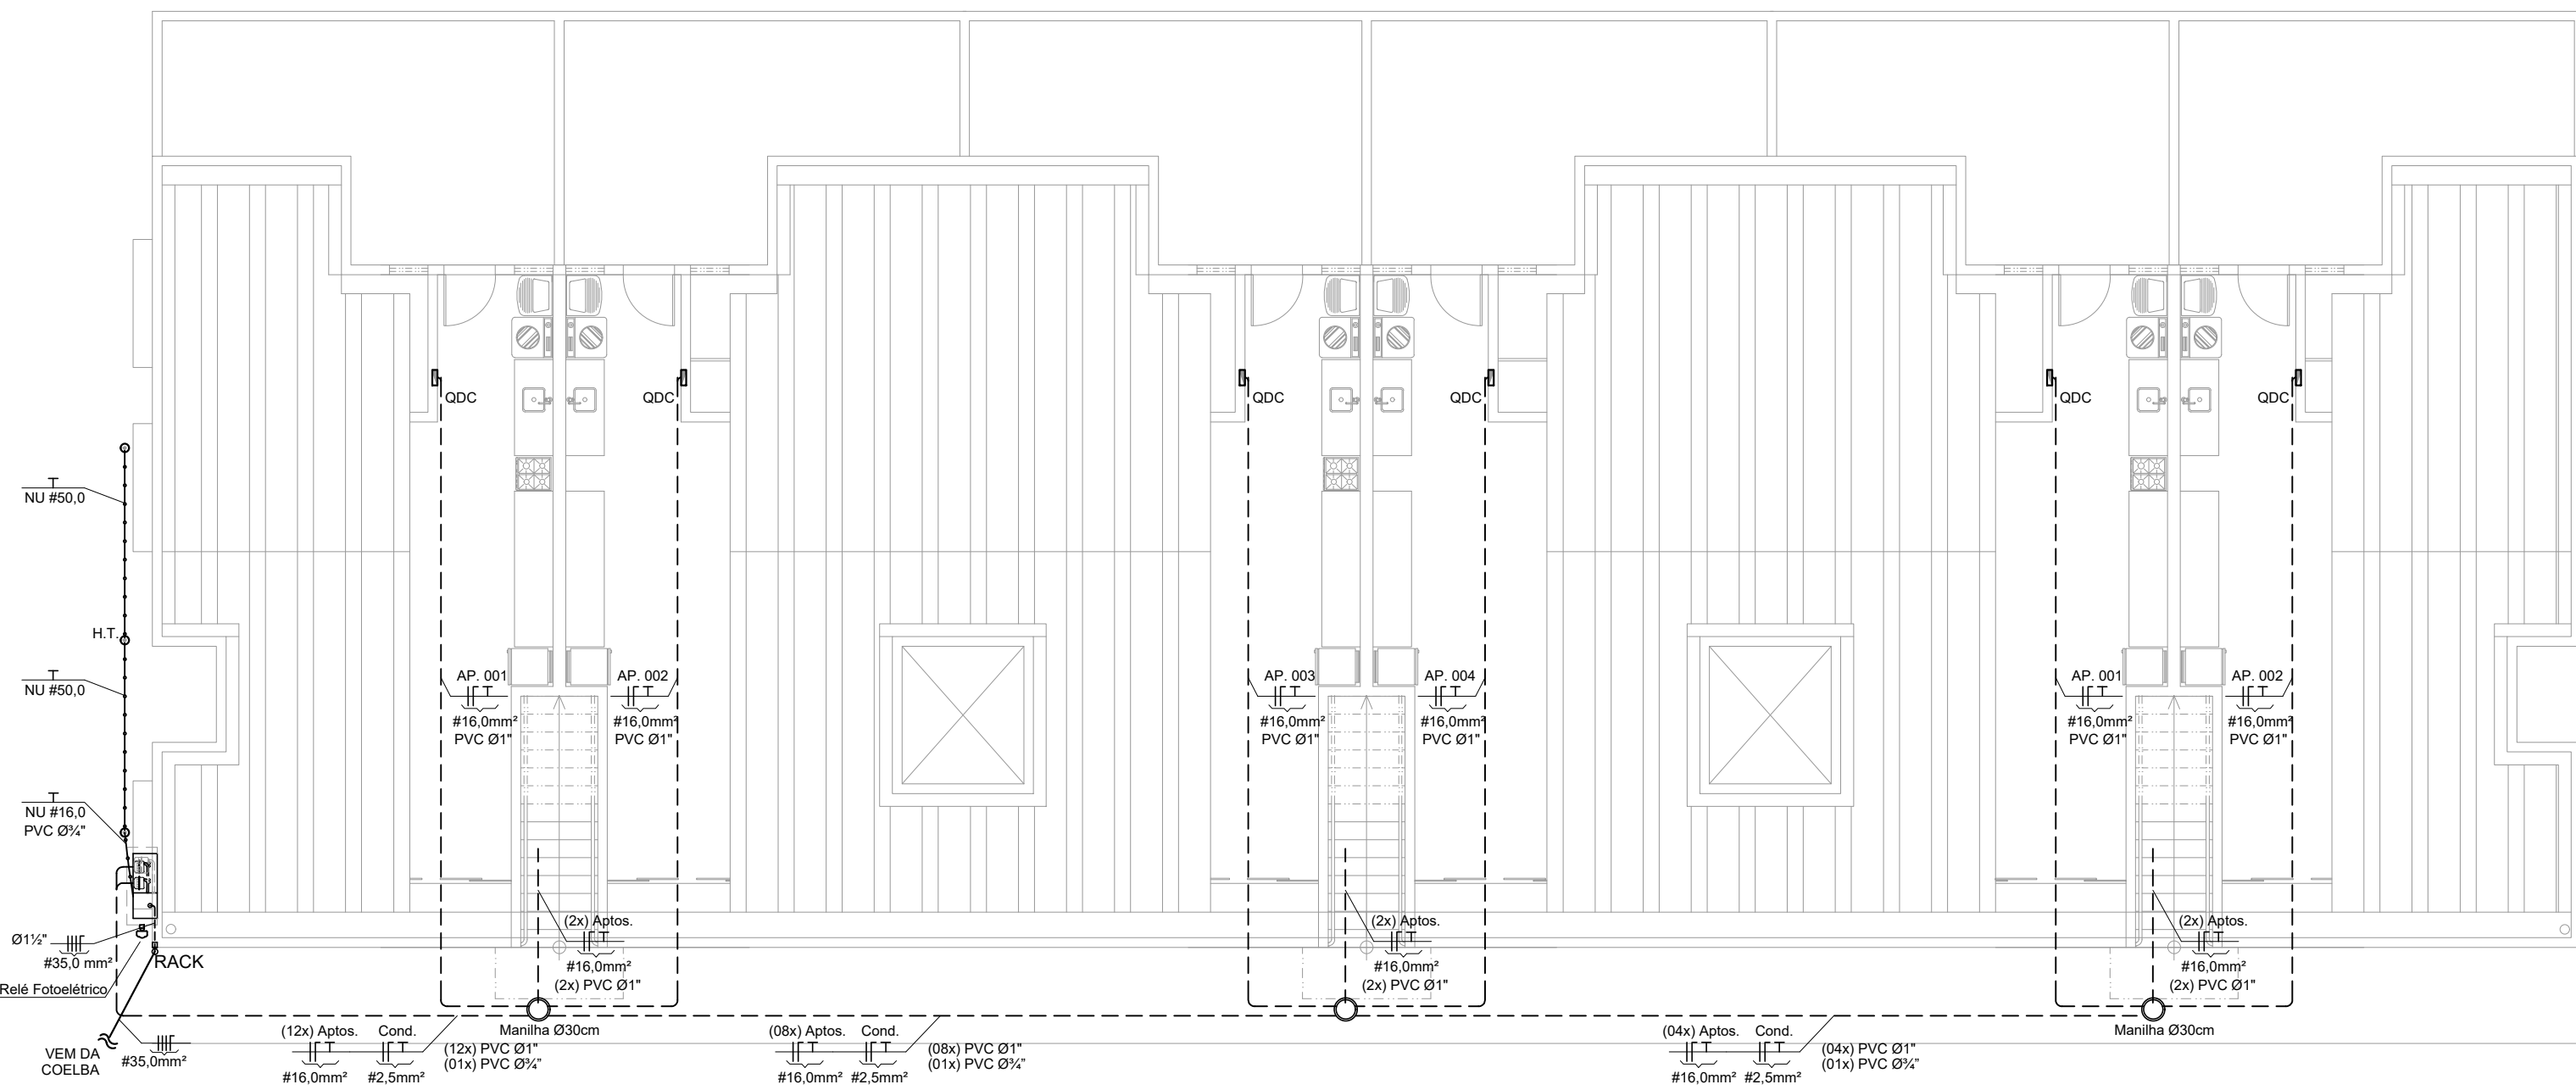 QDC
QDC
QDC
QDC
QDC
QDC
T
NU #50,0
H.T.
T
NU #50,0
AP. 001
#16,0mm²
PVC Ø1"
AP. 002
#16,0mm²
PVC Ø1"
AP. 003
#16,0mm²
PVC Ø1"
AP. 004
#16,0mm²
PVC Ø1"
AP. 001
#16,0mm²
PVC Ø1"
AP. 002
#16,0mm²
PVC Ø1"
T
NU #16,0
PVC Ø¾"
Ø1½"
#35,0 mm²
RACK
Relé Fotoelétrico
(2x) Aptos.
#16,0mm²
(2x) PVC Ø1"
(2x) Aptos.
#16,0mm²
(2x) PVC Ø1"
(2x) Aptos.
#16,0mm²
(2x) PVC Ø1"
Manilha Ø30cm
Manilha Ø30cm
VEM DA
COELBA
#35,0mm²
(12x) Aptos. Cond.
#16,0mm² #2,5mm²
(12x) PVC Ø1"
(01x) PVC Ø¾"
(08x) Aptos. Cond.
#16,0mm² #2,5mm²
(08x) PVC Ø1"
(01x) PVC Ø¾"
(04x) Aptos. Cond.
#16,0mm² #2,5mm²
(04x) PVC Ø1"
(01x) PVC Ø¾"